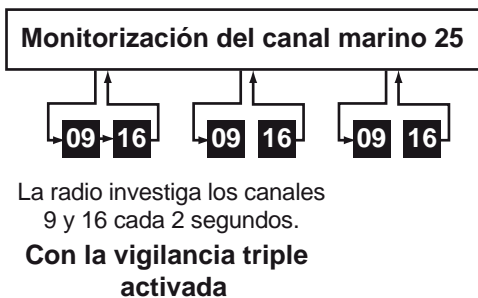 Monitorización del canal marino 25
09 16 09 16 09 16
La radio investiga los canales
9 y 16 cada 2 segundos.
Con la vigilancia triple
activada